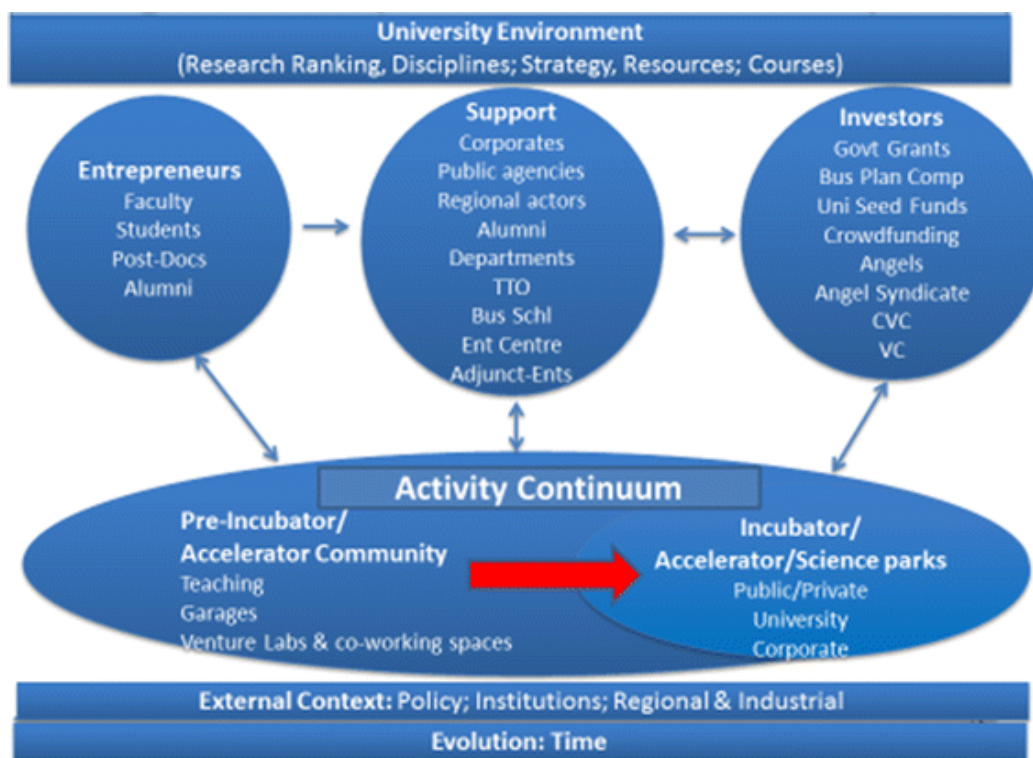 University Environment
(Research Ranking, Disciplines; Strategy, Resources; Courses)
Entrepreneurs
Faculty
Students
Post-Docs
Alumni
Support
Corporates
Public agencies
Regional actors
Alumni
Departments
TTO
Bus Schl
Ent Centre
Adjunct-Ents
Investors
Govt Grants
Bus Plan Comp
Uni Seed Funds
Crowdfunding
Angels
Angel Syndicate
CVC
VC
Activity Continuum
Pre-Incubator/
Accelerator Community
Teaching
Garages
Venture Labs & co-working spaces
Incubator/
Accelerator/Science parks
Public/Private
University
Corporate
External Context: Policy; Institutions; Regional & Industrial
Evolution: Time